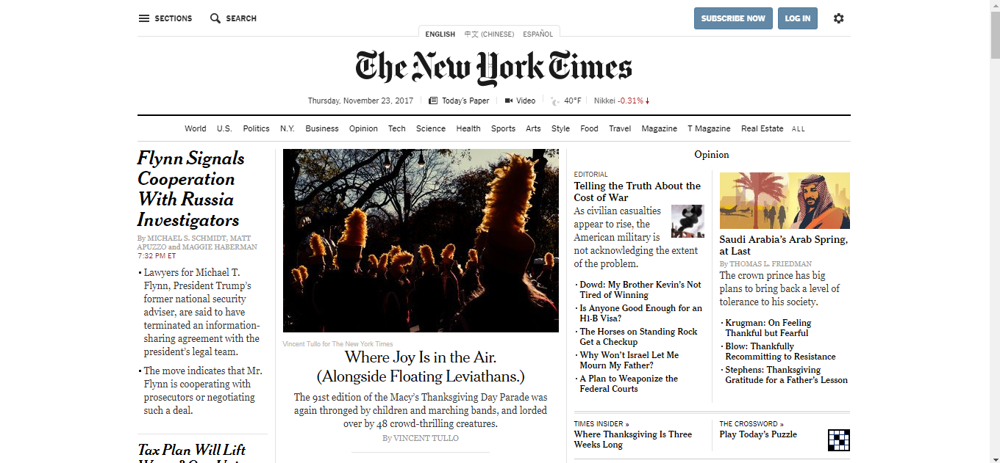 SECTIONS
SEARCH
SUBSCRIBE NOW
LOG IN
ENGLISH
中文 (CHINESE)
ESPAÑOL
The New York Times
Thursday, November 23, 2017
Today's Paper
Video
40°F
Nikkei -0.31%
World
U.S.
Politics
N.Y.
Business
Opinion
Tech
Science
Health
Sports
Arts
Style
Food
Travel
Magazine
T Magazine
Real Estate
ALL
Flynn Signals
Cooperation
With Russia
Investigators
By MICHAEL S. SCHMIDT, MATT
APUZZO and MAGGIE HABERMAN
7:32 PM ET
• Lawyers for Michael T.
Flynn, President Trump's
former national security
adviser, are said to have
terminated an information-
sharing agreement with the
president's legal team.
• The move indicates that Mr.
Flynn is cooperating with
prosecutors or negotiating
such a deal.
Tax Plan Will Lift
Vincent Tullo for The New York Times
Where Joy Is in the Air.
(Alongside Floating Leviathans.)
The 91st edition of the Macy's Thanksgiving Day Parade was
again thronged by children and marching bands, and lorded
over by 48 crowd-thrilling creatures.
By VINCENT TULLO
Opinion
EDITORIAL
Telling the Truth About the
Cost of War
As civilian casualties
appear to rise, the
American military is
not acknowledging the extent
of the problem.
· Dowd: My Brother Kevin's Not
Tired of Winning
· Is Anyone Good Enough for an
H1-B Visa?
· The Horses on Standing Rock
Get a Checkup
· Why Won't Israel Let Me
Mourn My Father?
· A Plan to Weaponize the
Federal Courts
Saudi Arabia's Arab Spring,
at Last
By THOMAS L. FRIEDMAN
The crown prince has big
plans to bring back a level of
tolerance to his society.
· Krugman: On Feeling
Thankful but Fearful
· Blow: Thankfully
Recommitting to Resistance
· Stephens: Thanksgiving
Gratitude for a Father's Lesson
TIMES INSIDER »
Where Thanksgiving Is Three
Weeks Long
THE CROSSWORD »
Play Today's Puzzle